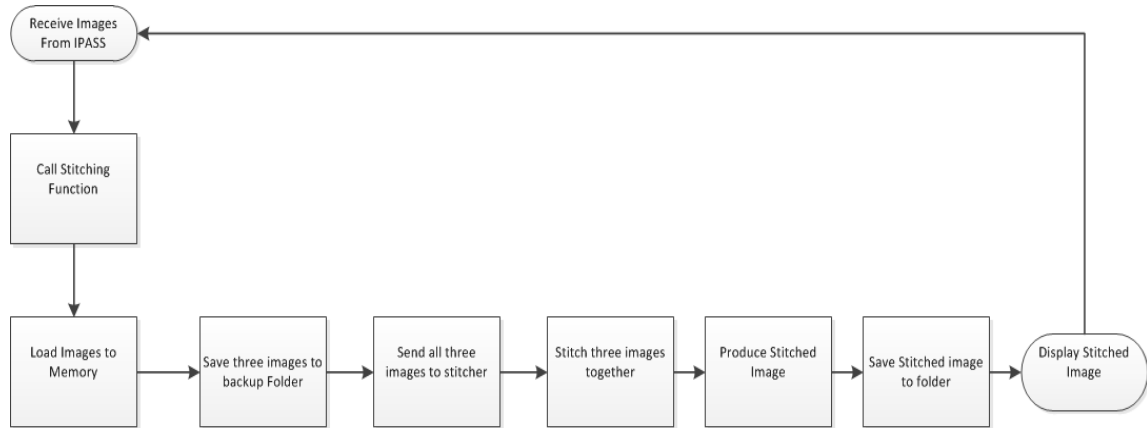 Receive Images
From IPASS
Call Stitching
Function
Load Images to
Memory
Save three images to
backup Folder
Send all three
images to stitcher
Stitch three images
together
Produce Stitched
Image
Save Stitched image
to folder
Display Stitched
Image